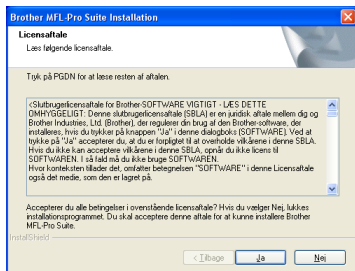 Brother MFL-Pro Suite Installation
Licensaftale
Læs følgende licensaftale.
Tryk på PGDN for at læse resten af aftalen.
<Slutbrugerlicensaftale for Brother-SOFTWARE VIGTIGT - LÆS DETTE
OMHYGGELIGT: Denne slutbrugerlicensaftale (SBLA) er en juridisk aftale mellem dig og
Brother Industries, Ltd. (Brother), der regulerer din brug af den Brother-software, der
installeres, hvis du trykker på knappen "Ja" i denne dialogboks (SOFTWARE). Ved at
trykke på "Ja" accepterer du, at du er forpligtet til at overholde vilkårene i denne SBLA.
Hvis du ikke kan acceptere vilkårene i denne SBLA, opnår du ikke licens til
SOFTWAREN. I så fald må du ikke bruge SOFTWAREN.
Hvor konteksten tillader det, omfatter betegnelsen "SOFTWARE" i denne Licensaftale
også det medie, som den er lagret på.
Accepterer du alle betingelser i ovenstående licensaftale? Hvis du vælger Nej, lukkes
installationsprogrammet. Du skal acceptere denne aftale for at kunne installere Brother
MFL-Pro Suite.
InstallShield
< Tilbage
Ja
Nej